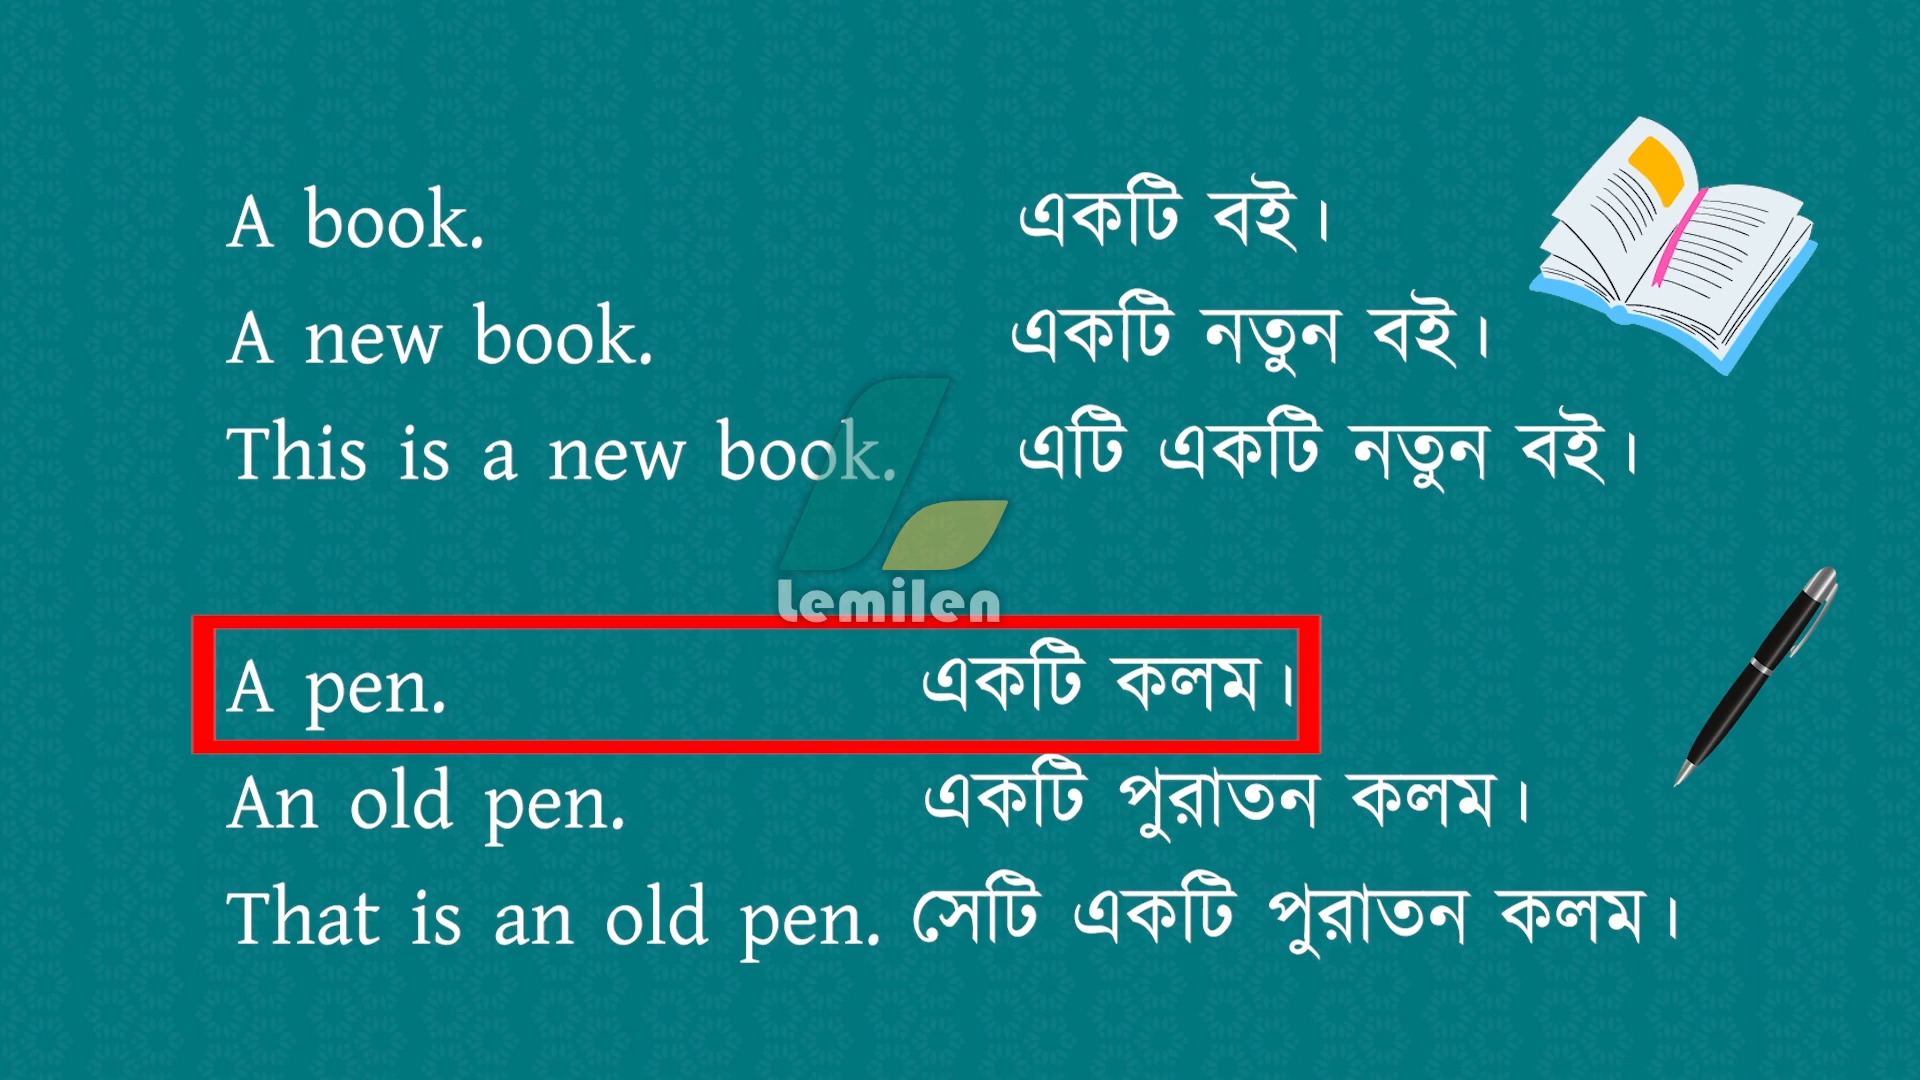 A book. একটি বই।
A new book. একটি নতুন বই।
This is a new book. এটি একটি নতুন বই।
Lemilen
A pen. একটি কলম।
An old pen. একটি পুরাতন কলম।
That is an old pen. সেটি একটি পুরাতন কলম।